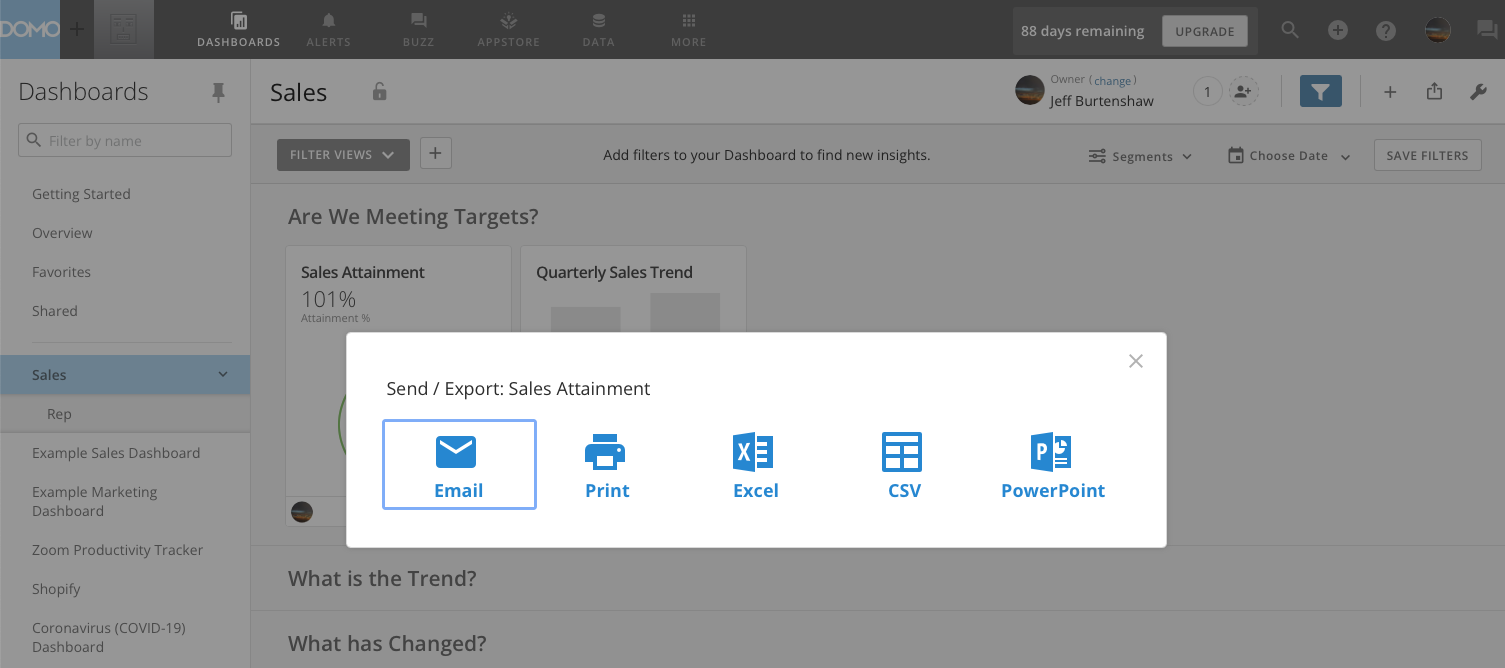 DOMO
DASHBOARDS
ALERTS
BUZZ
APPSTORE
DATA
MORE
88 days remaining
UPGRADE
Dashboards
Filter by name
Getting Started
Overview
Favorites
Shared
Sales
Rep
Example Sales Dashboard
Example Marketing
Dashboard
Zoom Productivity Tracker
Shopify
Coronavirus (COVID-19)
Dashboard
Sales
Owner (change)
Jeff Burtenshaw
1
FILTER VIEWS
Add filters to your Dashboard to find new insights.
Segments
Choose Date
SAVE FILTERS
Are We Meeting Targets?
Sales Attainment
101%
Attainment %
Quarterly Sales Trend
Send / Export: Sales Attainment
Email
Print
Excel
CSV
PowerPoint
What is the Trend?
What has Changed?